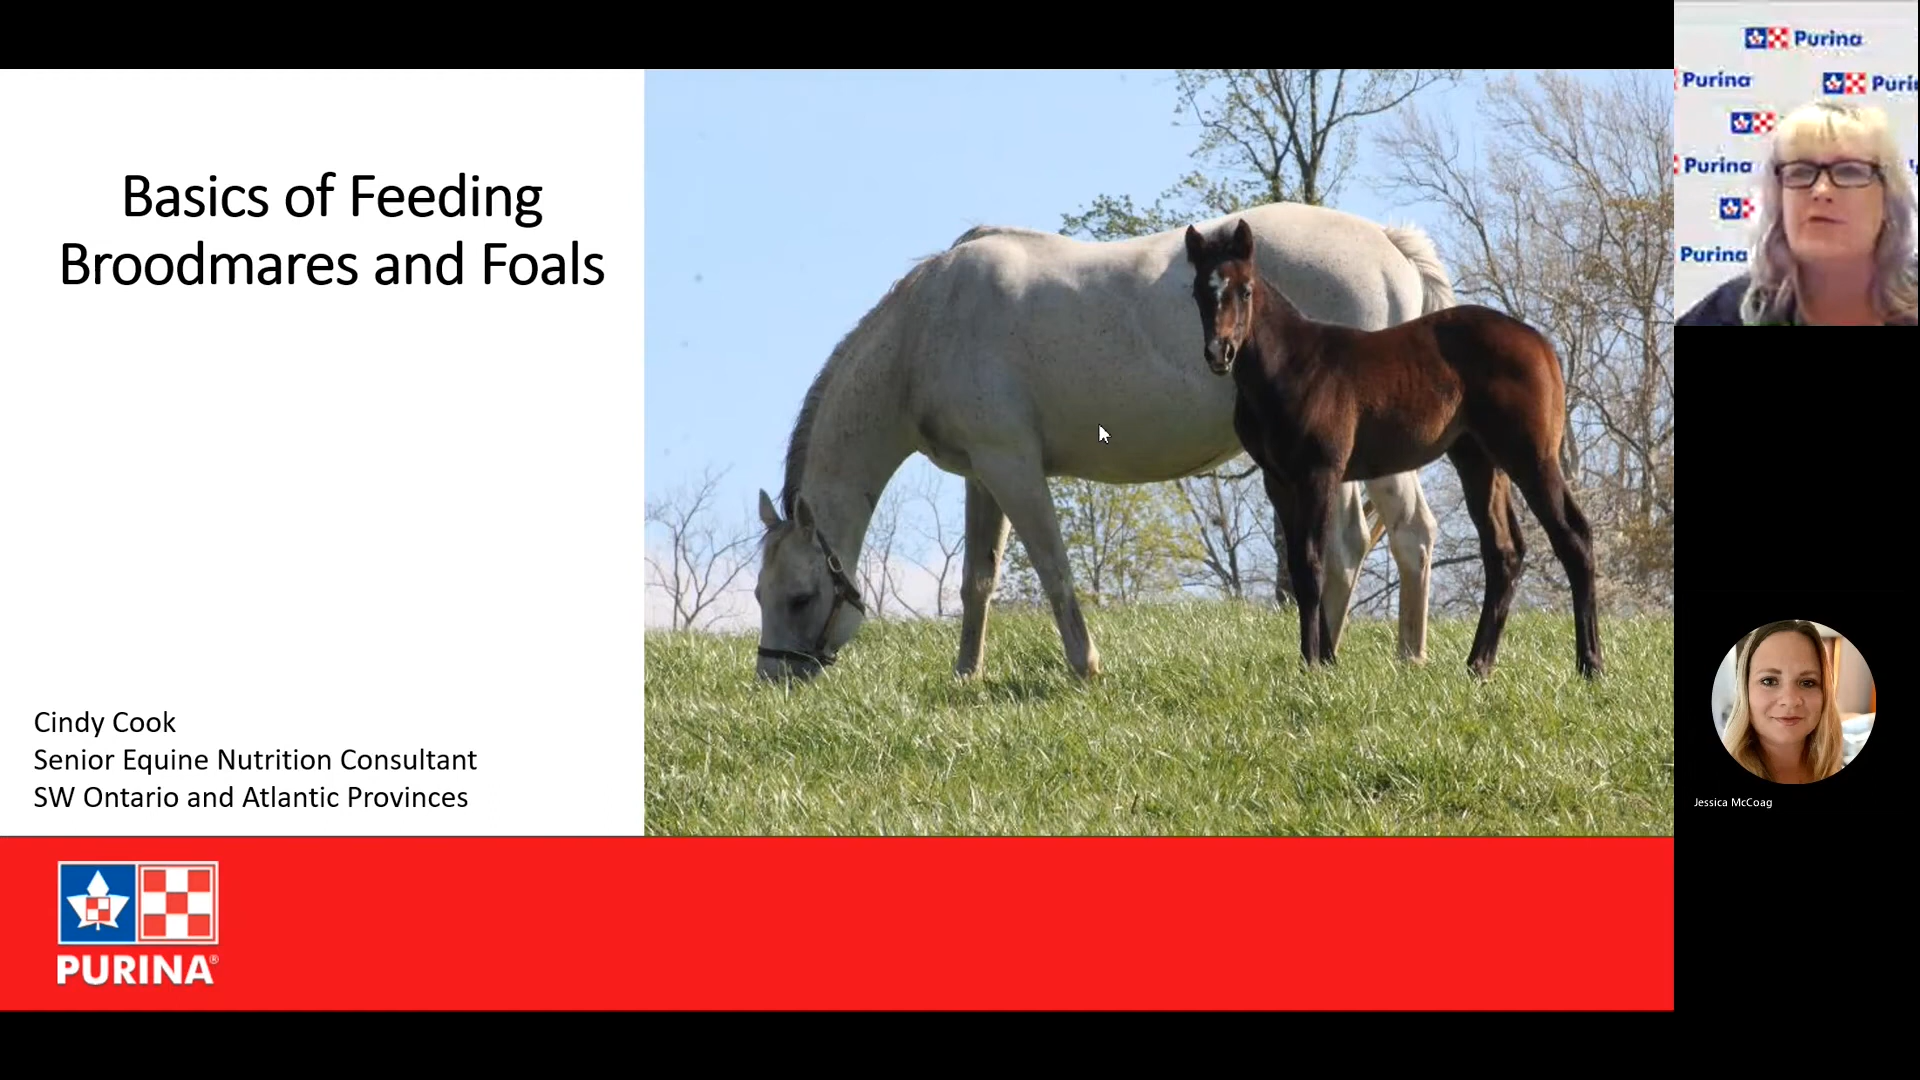 Basics of Feeding
Broodmares and Foals
Cindy Cook
Senior Equine Nutrition Consultant
SW Ontario and Atlantic Provinces
PURINA®
Purina
Purina
Puri
Purina
Purina
Jessica McCoag